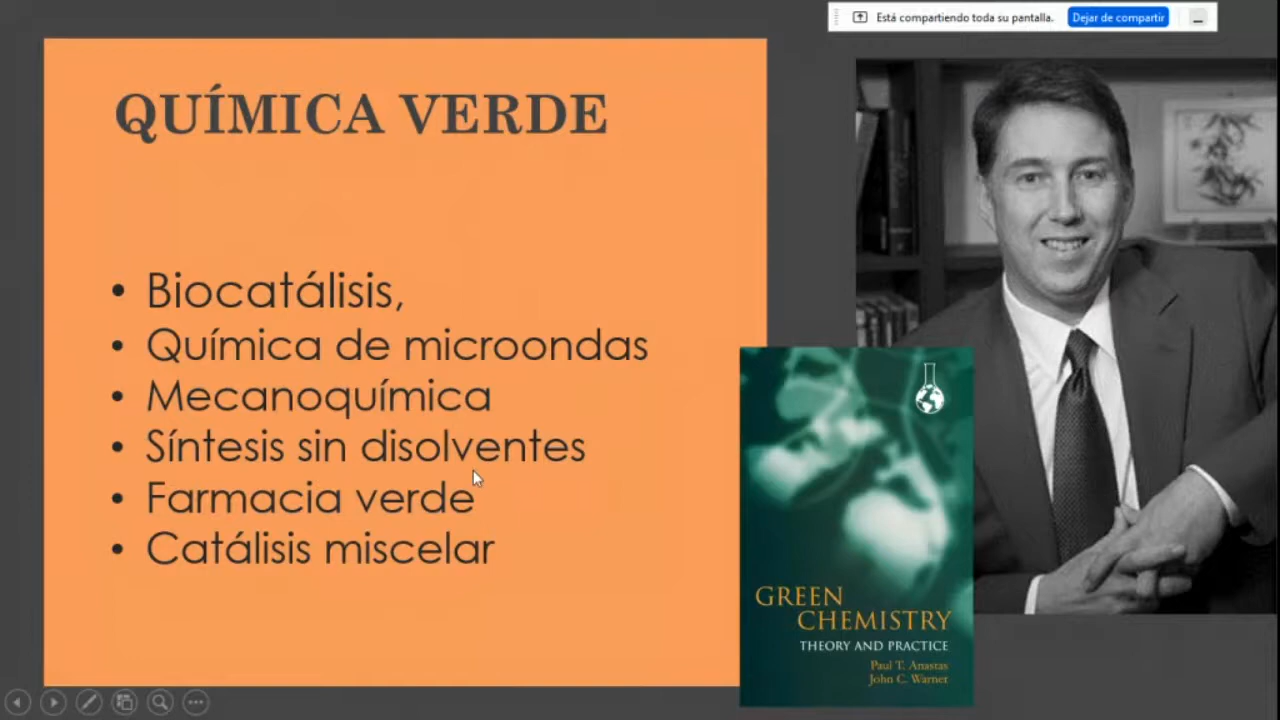 Está compartiendo toda su pantalla.
Dejar de compartir
QUÍMICA VERDE
Biocatálisis,
Química de microondas
Mecanoquímica
Síntesis sin disolventes
Farmacia verde
Catálisis miscelar
GREEN
CHEMISTRY
THEORY AND PRACTICE
Paul T. Anastas
John C. Warner